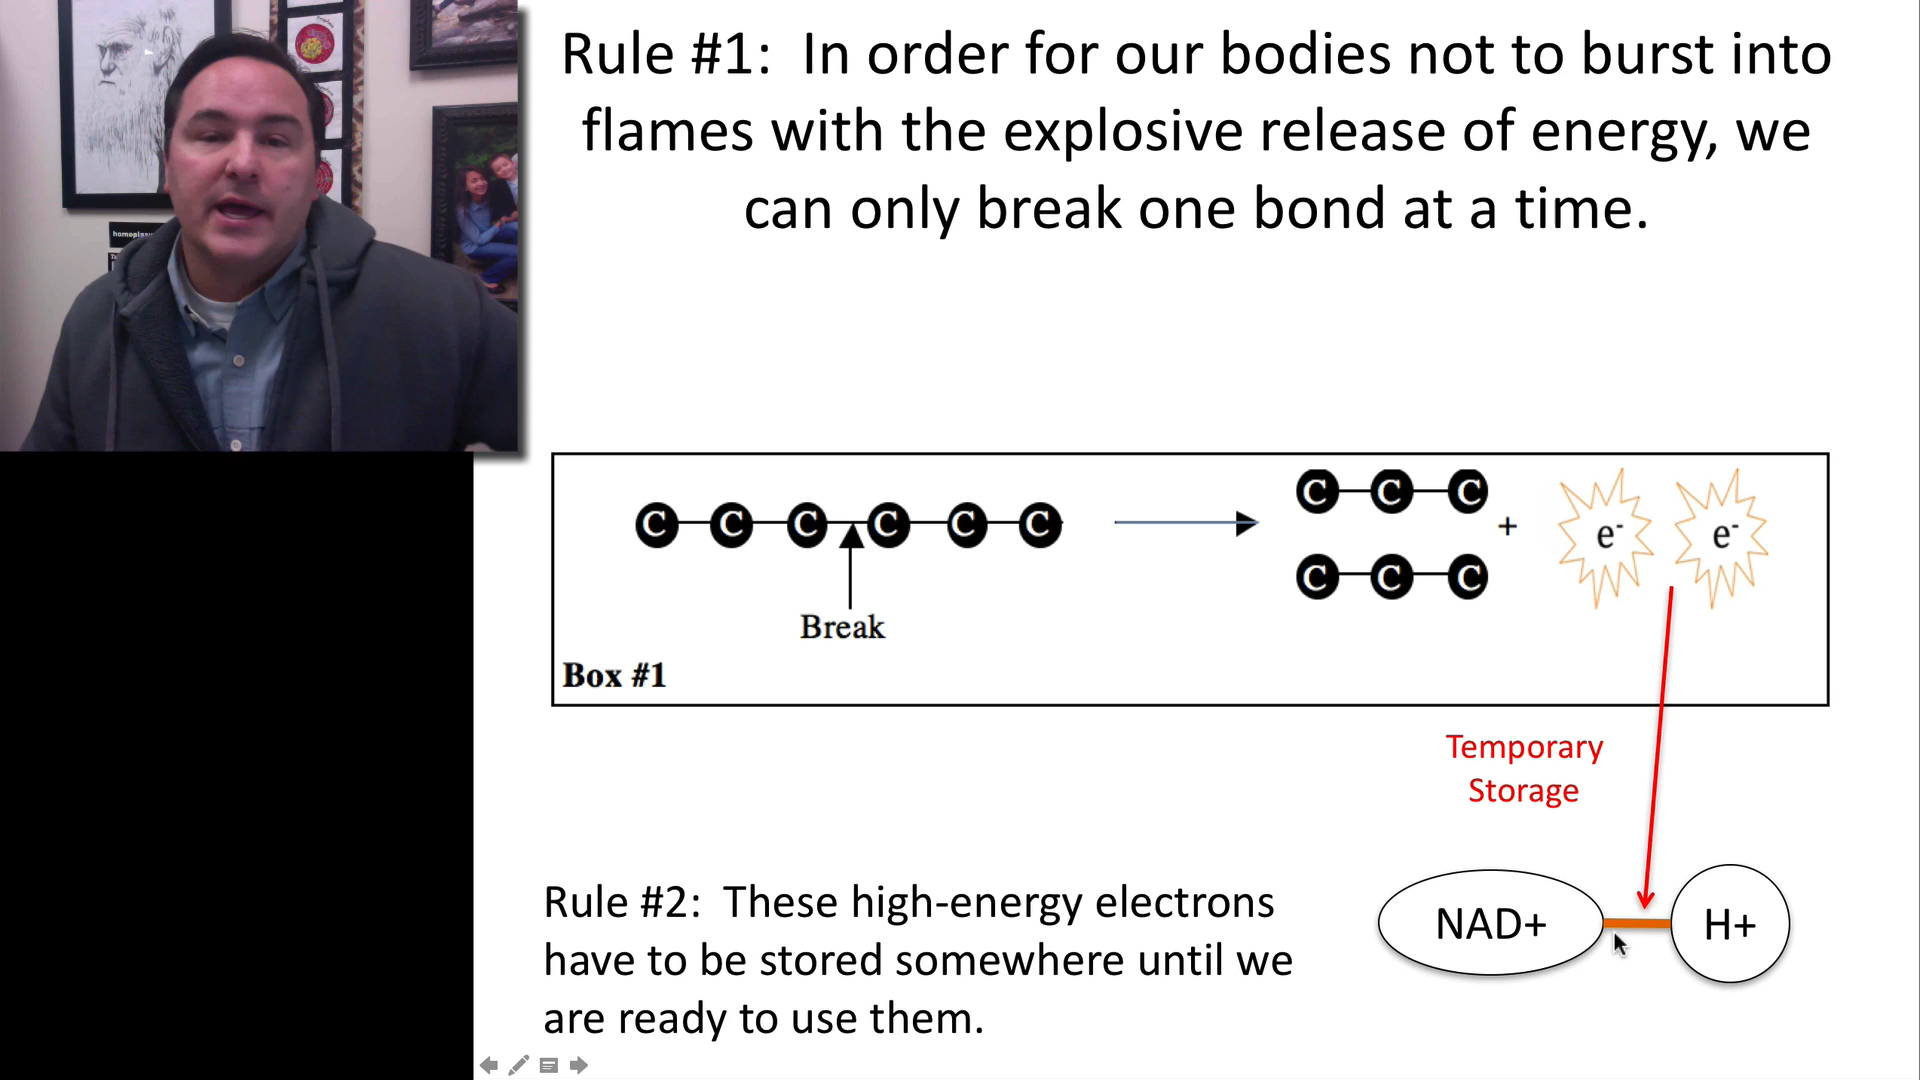 Rule #1:  In order for our bodies not to burst into
flames with the explosive release of energy, we
can only break one bond at a time.
C C C C C C
C C C
+
e- e-
C C C
Break
Box #1
Temporary
Storage
Rule #2:  These high-energy electrons
have to be stored somewhere until we
are ready to use them.
NAD+ H+